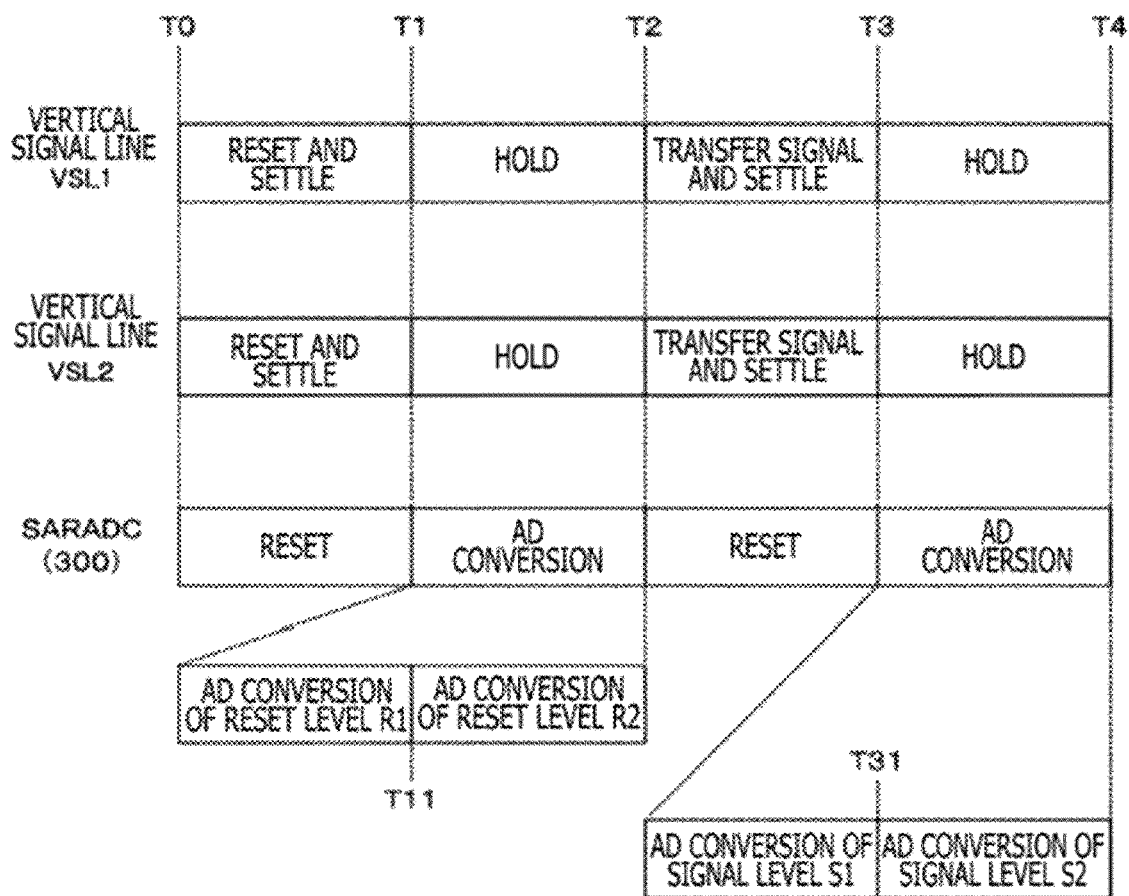 T0 T1 T2 T3 T4
VERTICAL
SIGNAL LINE
VSL1
RESET AND
SETTLE
HOLD
TRANSFER SIGNAL
AND SETTLE
HOLD
VERTICAL
SIGNAL LINE
VSL2
RESET AND
SETTLE
HOLD
TRANSFER SIGNAL
AND SETTLE
HOLD
SARADC
(300)
RESET
AD
CONVERSION
RESET
AD
CONVERSION
AD CONVERSION
OF RESET LEVEL R1
AD CONVERSION
OF RESET LEVEL R2
T11
T31
AD CONVERSION OF
SIGNAL LEVEL S1
AD CONVERSION OF
SIGNAL LEVEL S2